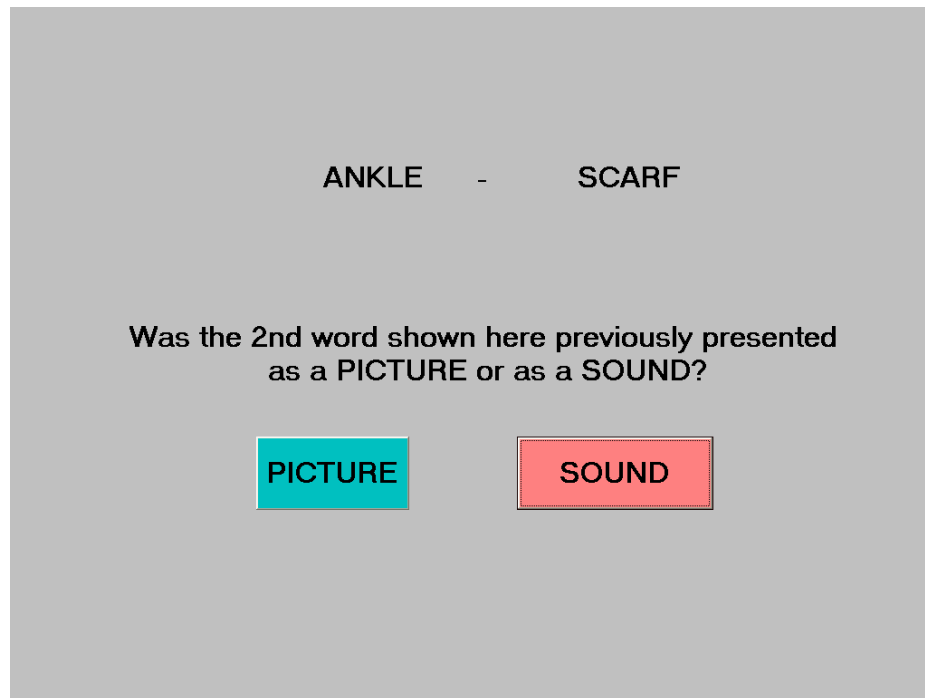 ANKLE - SCARF
Was the 2nd word shown here previously presented
as a PICTURE or as a SOUND?
PICTURE SOUND